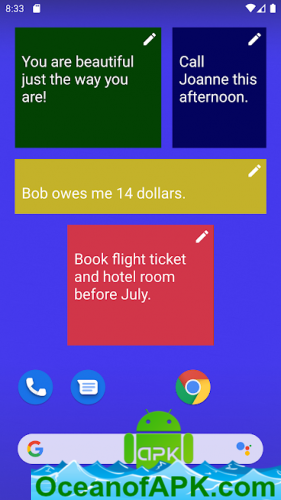 8:33
You are beautiful
just the way you
are!
Call
Joanne this
afternoon.
Bob owes me 14 dollars.
Book flight ticket
and hotel room
before July.
G
APK
OceanofAPK.com